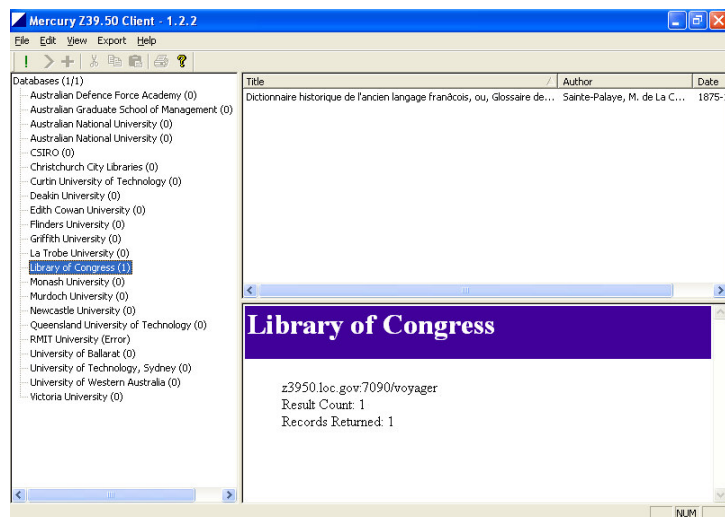 Mercury Z39.50 Client - 1.2.2
File Edit View Export Help
Databases (1/1)
Australian Defence Force Academy (0)
Australian Graduate School of Management (0)
Australian National University (0)
Australian National University (0)
CSIRO (0)
Christchurch City Libraries (0)
Curtin University of Technology (0)
Deakin University (0)
Edith Cowan University (0)
Flinders University (0)
Griffith University (0)
La Trobe University (0)
Library of Congress (1)
Monash University (0)
Murdoch University (0)
Newcastle University (0)
Queensland University of Technology (0)
RMIT University (Error)
University of Ballarat (0)
University of Technology, Sydney (0)
University of Western Australia (0)
Victoria University (0)
Title Author Date
Dictionnaire historique de l'ancien langage franðcois, ou, Glossaire de... Sainte-Palaye, M. de La C... 1875-
Library of Congress
z3950.loc.gov:7090/voyager
Result Count: 1
Records Returned: 1
NUM